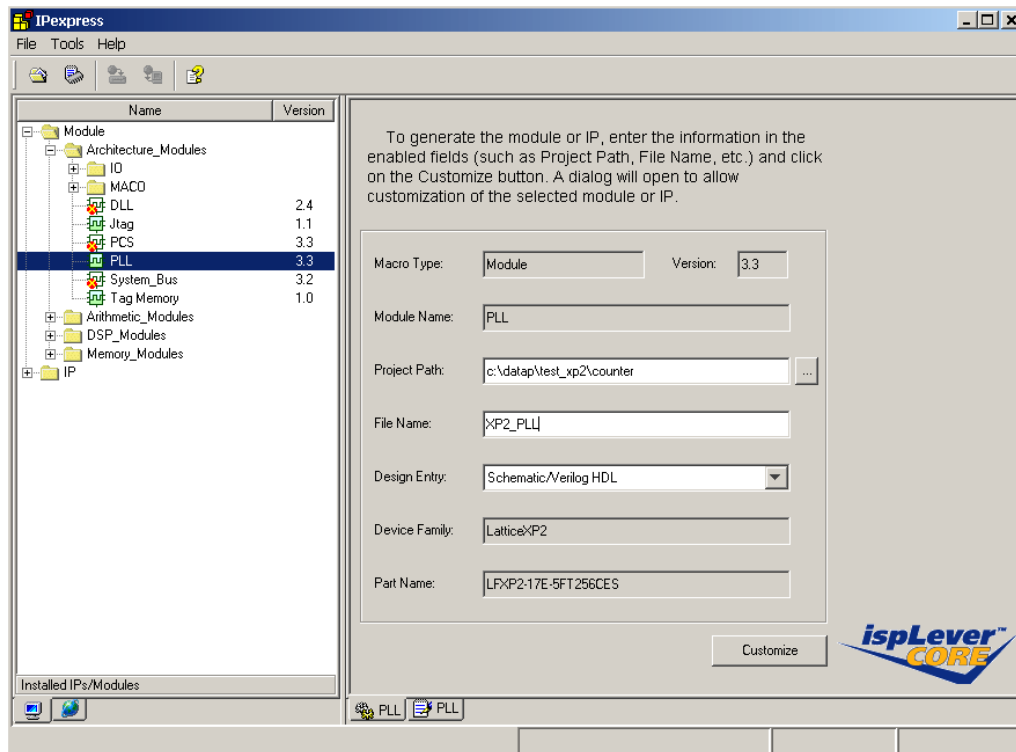 IPexpress
File Tools Help
Name Version
Module
Architecture_Modules
IO
MACO
DLL 2.4
Jtag 1.1
PCS 3.3
PLL 3.3
System_Bus 3.2
Tag Memory 1.0
Arithmetic_Modules
DSP_Modules
Memory_Modules
IP
Installed IPs/Modules
To generate the module or IP, enter the information in the
enabled fields (such as Project Path, File Name, etc.) and click
on the Customize button. A dialog will open to allow
customization of the selected module or IP.
Macro Type: Module Version: 3.3
Module Name: PLL
Project Path: c:\datap\test_xp2\counter ...
File Name: XP2_PLL
Design Entry: Schematic/Verilog HDL
Device Family: LatticeXP2
Part Name: LFXP2-17E-5FT256CES
Customize
ispLever™
CORE
PLL PLL